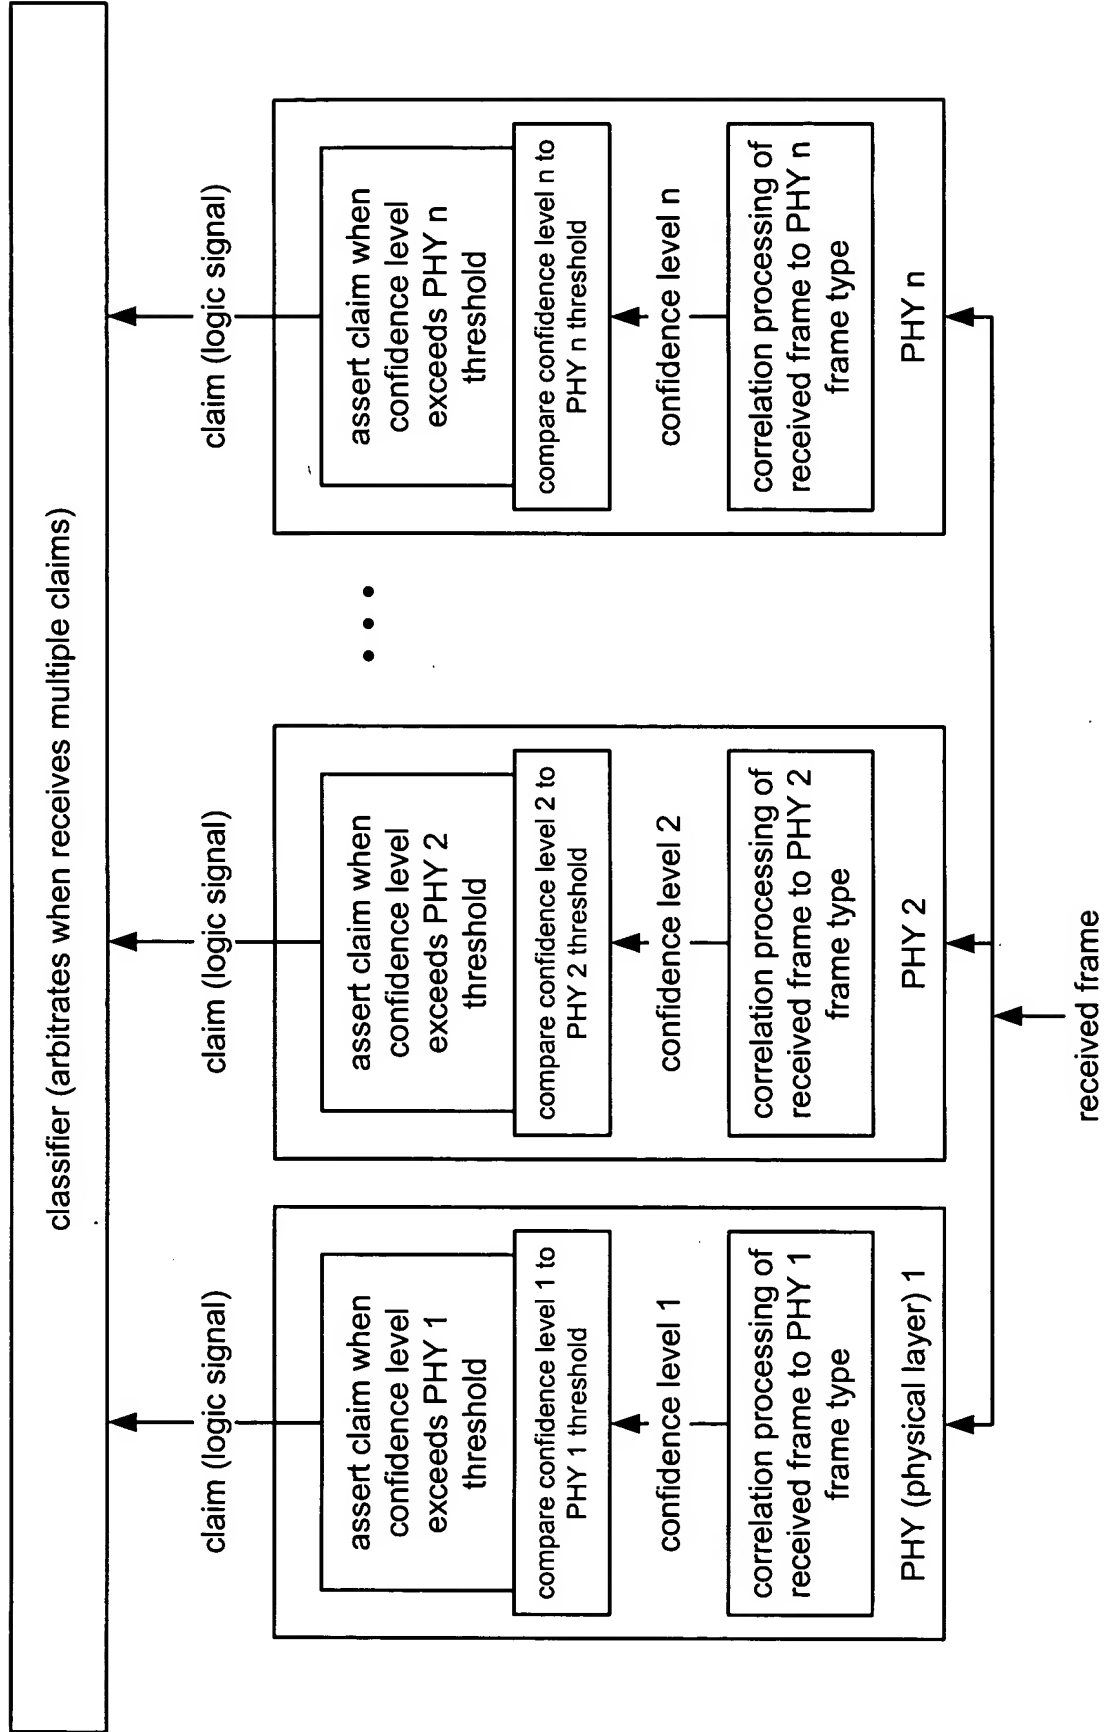 classifier (arbitrates when receives multiple claims)
claim (logic signal)
assert claim when
confidence level
exceeds PHY 1
threshold
compare confidence level 1 to
PHY 1 threshold
confidence level 1
correlation processing of
received frame to PHY 1
frame type
PHY (physical layer) 1
claim (logic signal)
assert claim when
confidence level
exceeds PHY 2
threshold
compare confidence level 2 to
PHY 2 threshold
confidence level 2
correlation processing of
received frame to PHY 2
frame type
PHY 2
claim (logic signal)
assert claim when
confidence level
exceeds PHY n
threshold
compare confidence level n to
PHY n threshold
confidence level n
correlation processing of
received frame to PHY n
frame type
PHY n
received frame